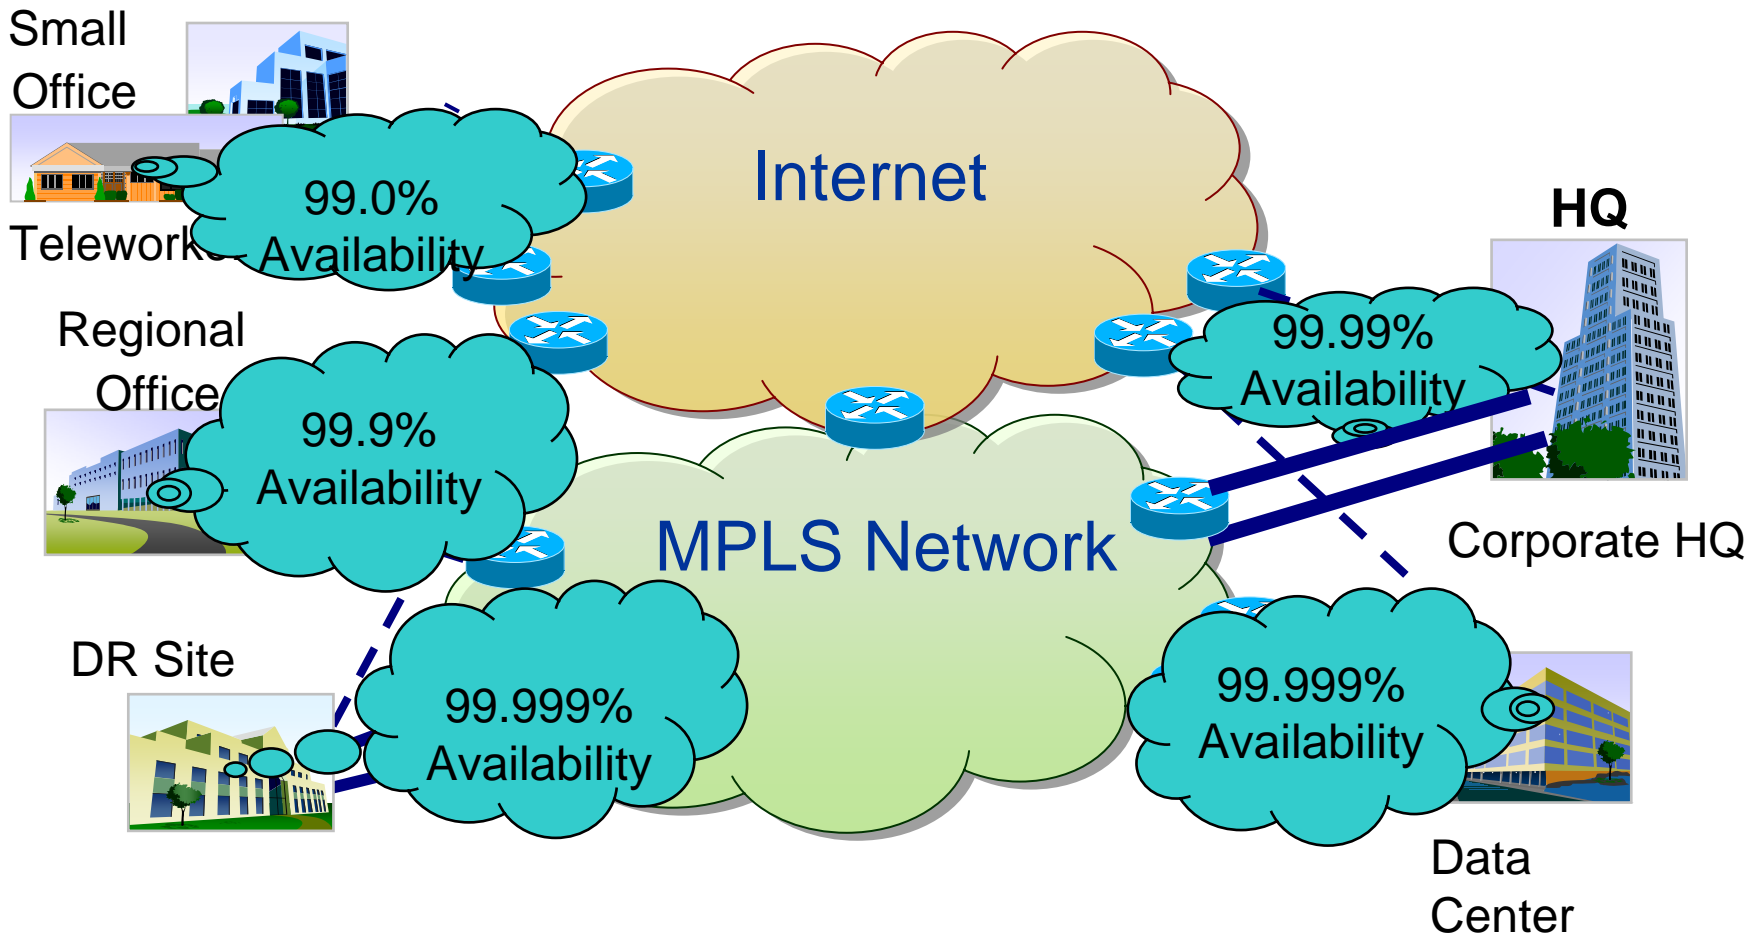 Small
Office
99.0%
Availability
Internet
HQ
Regional
Office
99.9%
Availability
99.99%
Availability
MPLS Network
Corporate HQ
DR Site
99.999%
Availability
99.999%
Availability
Data
Center